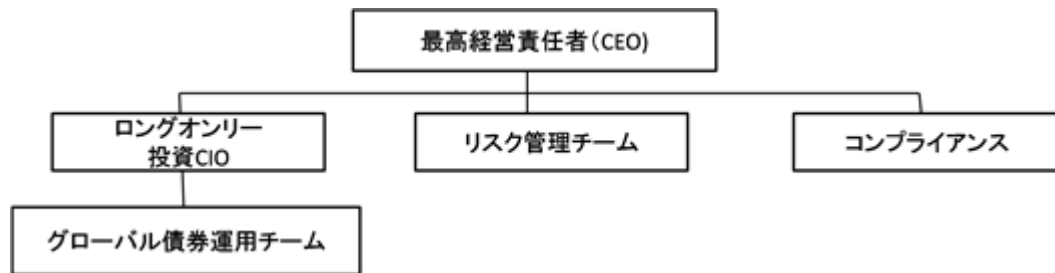 最高経営責任者(CEO)
ロングオンリー
投資CIO
リスク管理チーム
コンプライアンス
グローバル債券運用チーム